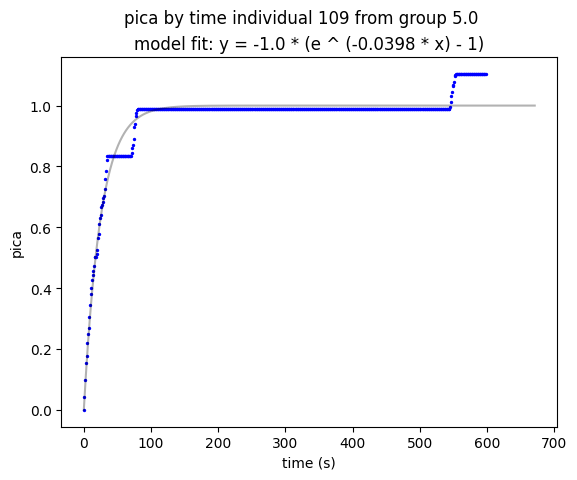 pica by time individual 109 from group 5.0
model fit: y = -1.0 * (e ^ (-0.0398 * x) - 1)
1.0
0.8
0.6
0.4
0.2
0.0
pica
0 100 200 300 400 500 600 700
time (s)